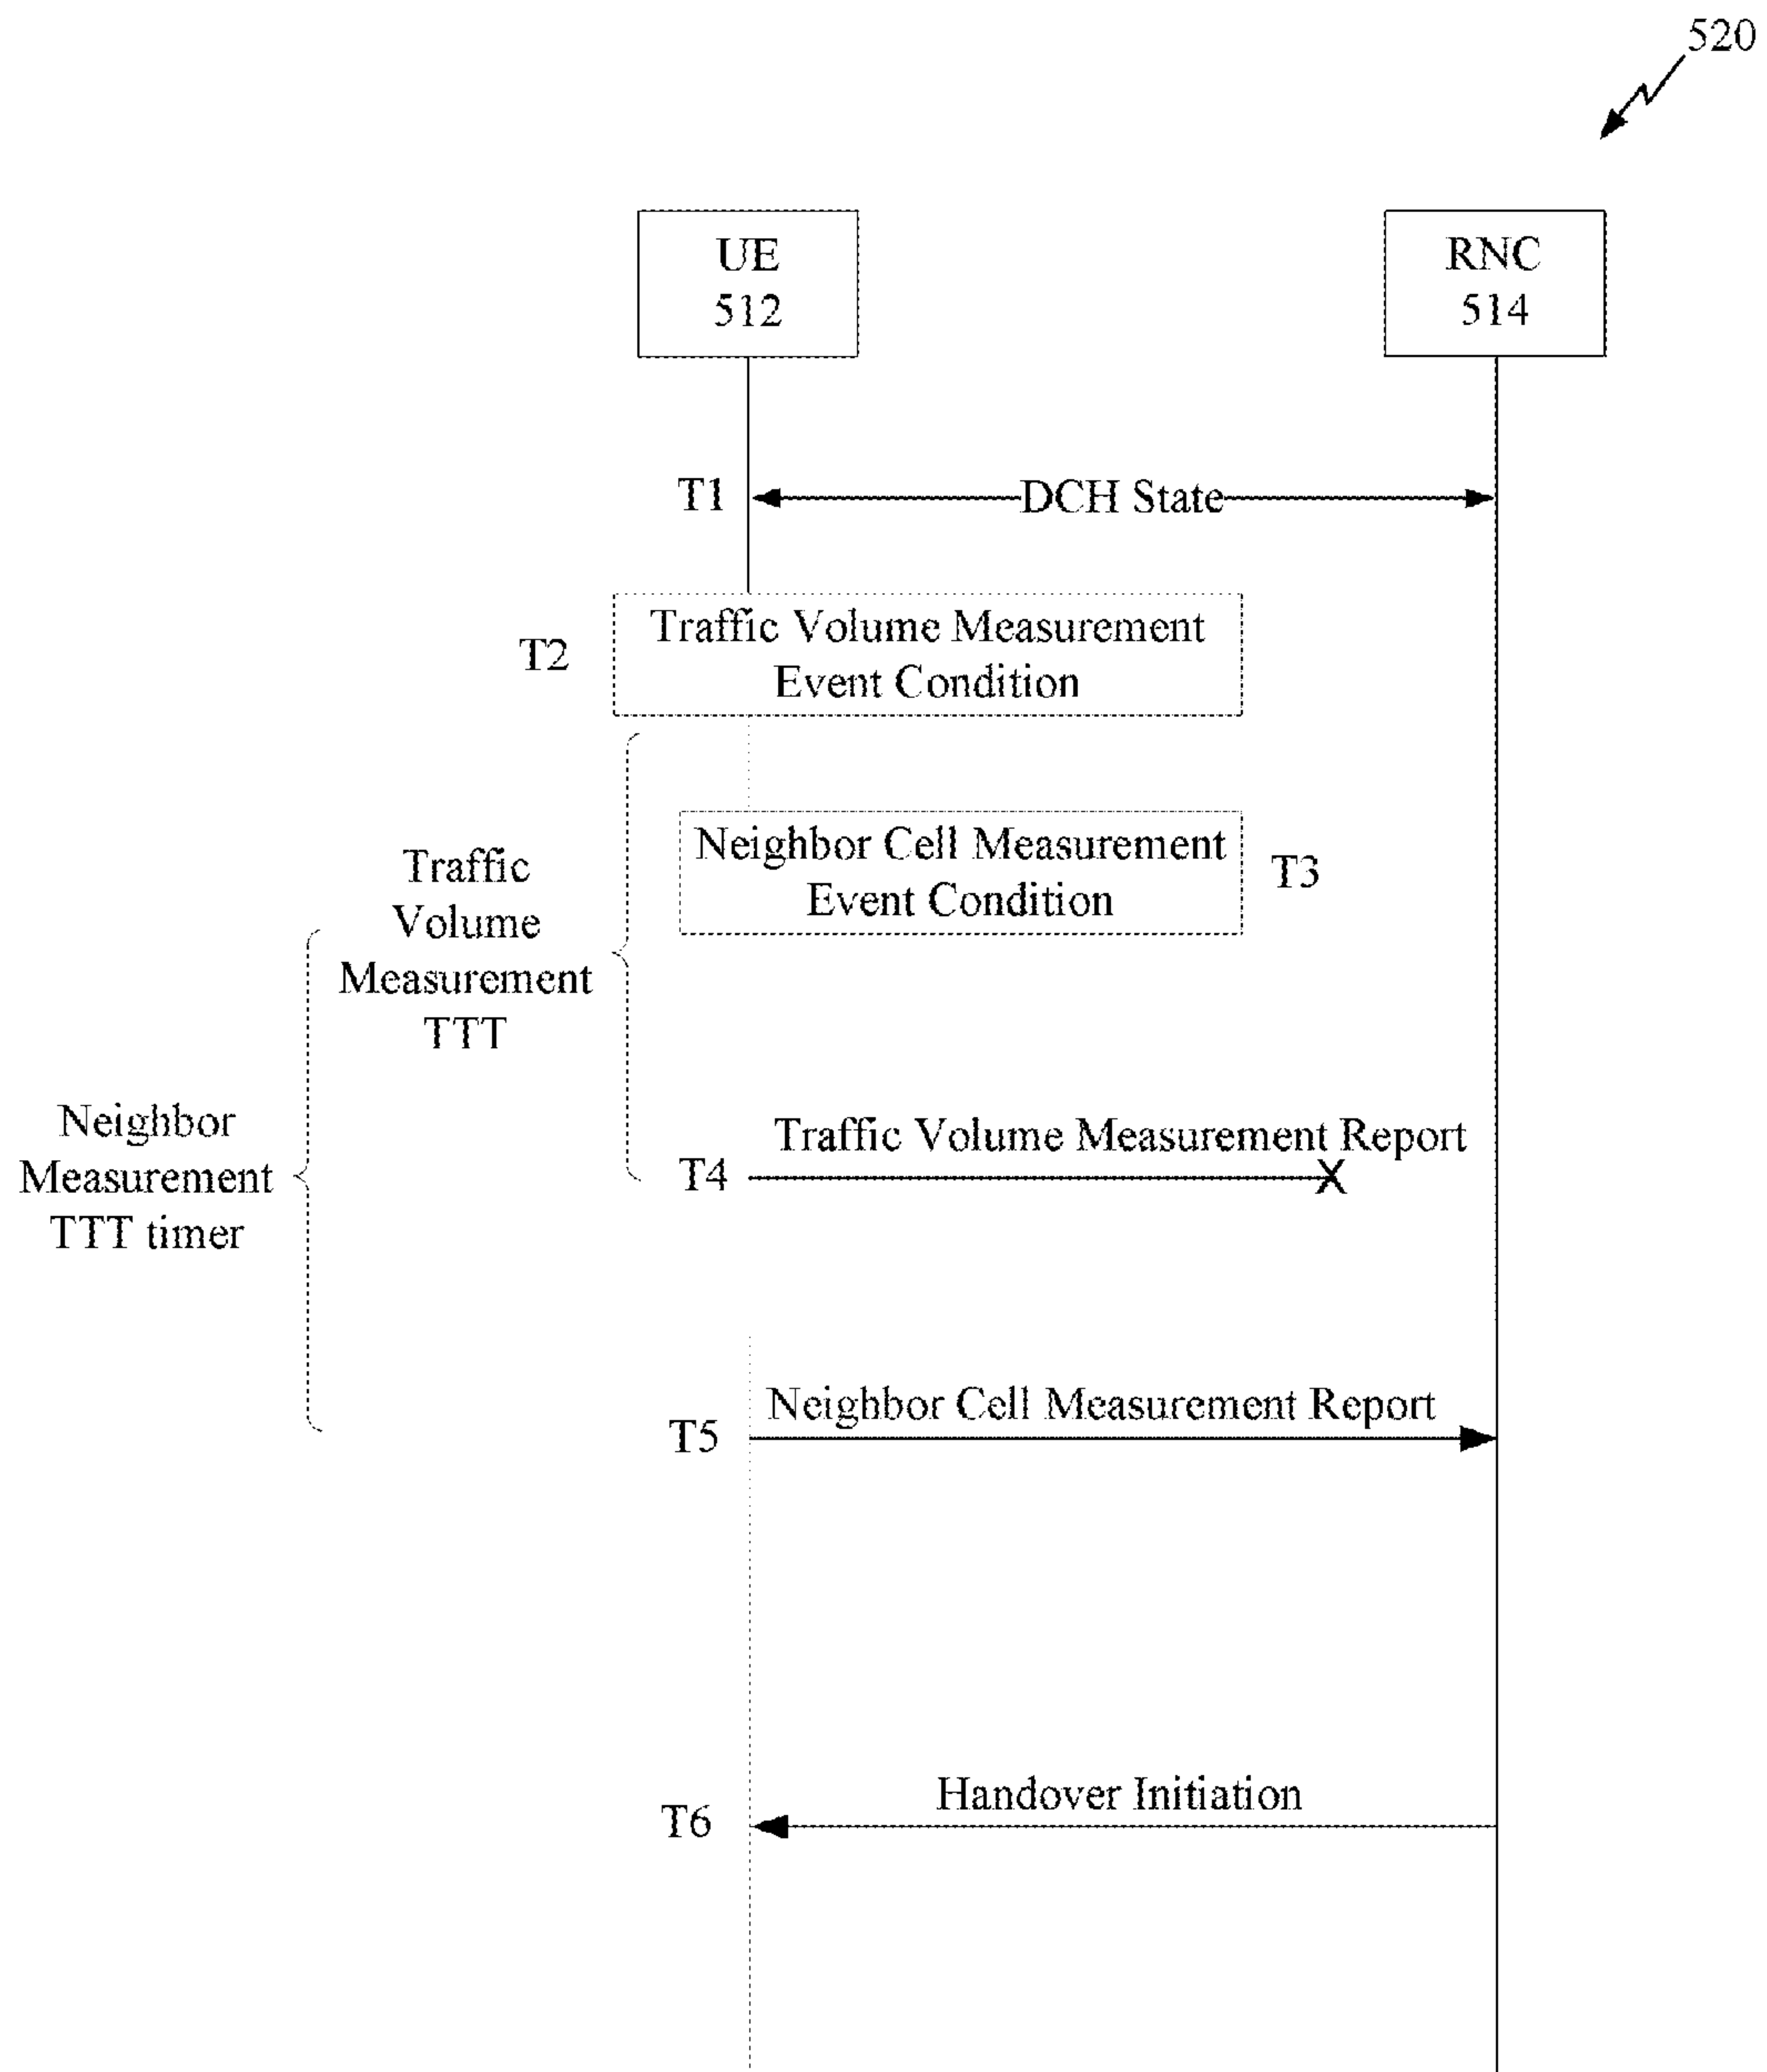 520
UE
512
RNC
514
T1
DCH State
T2
Traffic Volume Measurement
Event Condition
Neighbor Cell Measurement
Event Condition
T3
Traffic
Volume
Measurement
TTT
Neighbor
Measurement
TTT timer
Traffic Volume Measurement Report
T4
X
Neighbor Cell Measurement Report
T5
Handover Initiation
T6